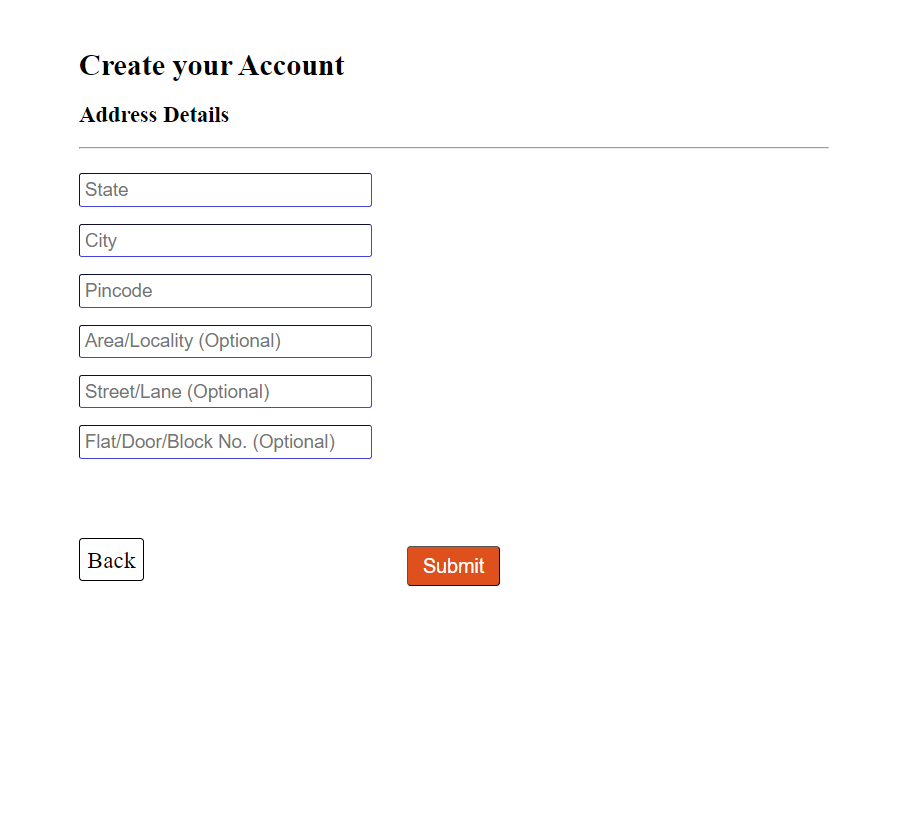 Create your Account
Address Details
State
City
Pincode
Area/Locality (Optional)
Street/Lane (Optional)
Flat/Door/Block No. (Optional)
Back
Submit